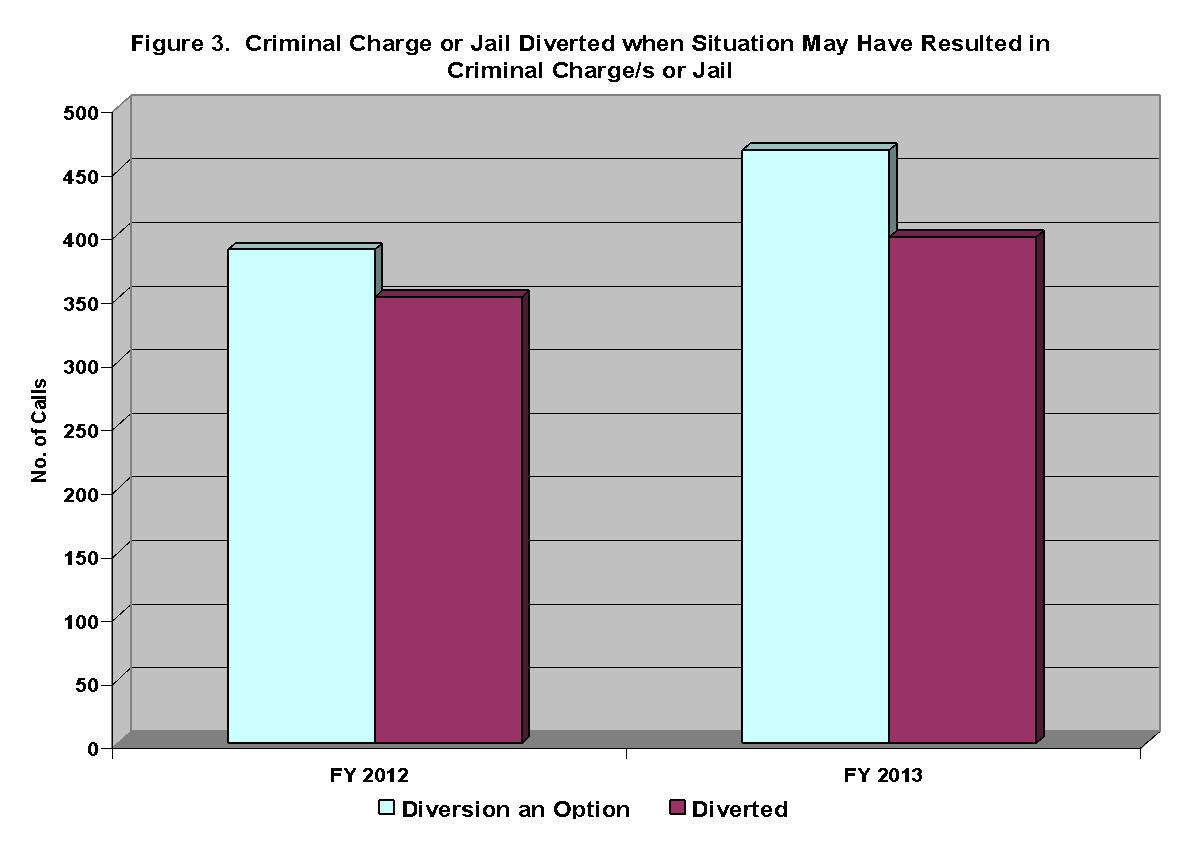 Figure 3. Criminal Charge or Jail Diverted when Situation May Have Resulted in
Criminal Charge/s or Jail
500
450
400
350
300
250
200
150
100
50
0
No. of Calls
FY 2012
FY 2013
Diversion an Option
Diverted